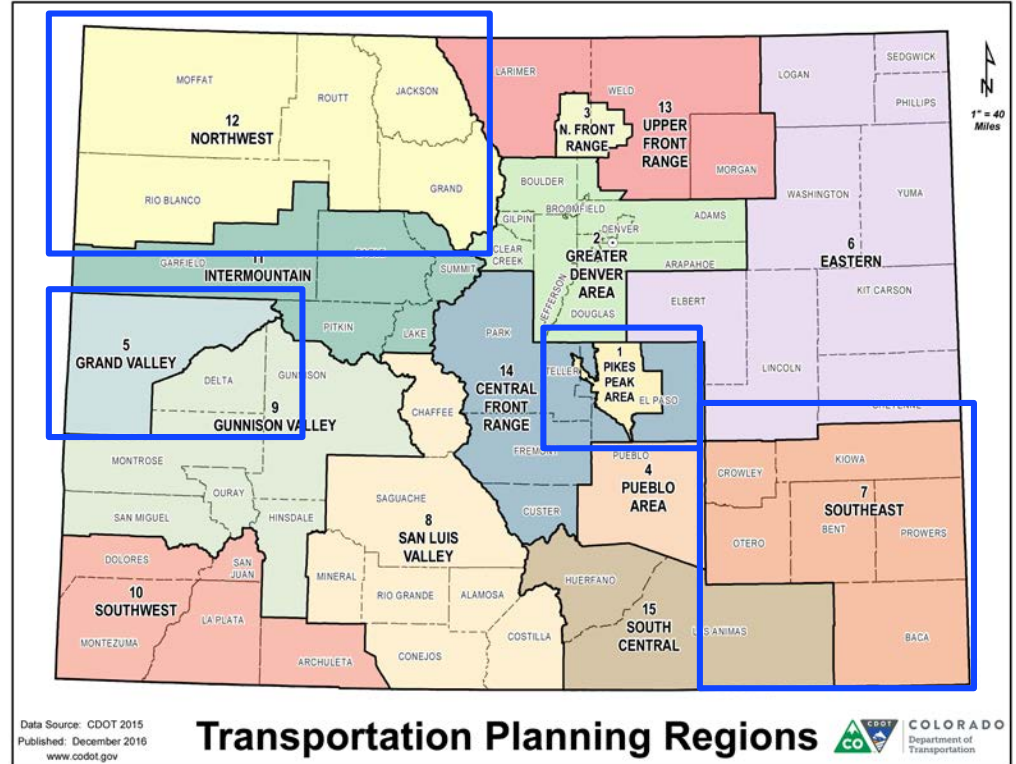 LARIMER
LOGAN
SEDGWICK
PHILLIPS
N
1" = 40
Miles
MOFFAT
ROUTT
JACKSON
WELD
12
NORTHWEST
3
N. FRONT
RANGE
13
UPPER
FRONT
RANGE
MORGAN
WASHINGTON
YUMA
RIO BLANCO
GRAND
BOULDER
BROOMFIELD
ADAMS
GILPIN
DENVER
CLEAR
CREEK
2
GREATER
DENVER
AREA
ARAPAHOE
6
EASTERN
GARFIELD
11
INTERMOUNTAIN
EAGLE
SUMMIT
JEFFERSON
DOUGLAS
ELBERT
KIT CARSON
5
GRAND VALLEY
PITKIN
LAKE
PARK
DELTA
GUNNISON
14
CENTRAL
FRONT
RANGE
TELLER
1
PIKES
PEAK
AREA
EL PASO
LINCOLN
CHEYENNE
9
GUNNISON VALLEY
CHAFFEE
MONTROSE
FREMONT
PUEBLO
4
PUEBLO
AREA
CROWLEY
KIOWA
OURAY
SAN MIGUEL
HINSDALE
SAGUACHE
8
SAN LUIS
VALLEY
CUSTER
7
SOUTHEAST
OTERO
BENT
PROWERS
DOLORES
SAN
JUAN
10
SOUTHWEST
MINERAL
RIO GRANDE
ALAMOSA
HUERFANO
15
SOUTH
CENTRAL
LAS ANIMAS
BACA
MONTEZUMA
LA PLATA
ARCHULETA
CONEJOS
COSTILLA
Data Source: CDOT 2015
Published: December 2016
www.codot.gov
Transportation Planning Regions
CDOT
CO
COLORADO
Department of
Transportation